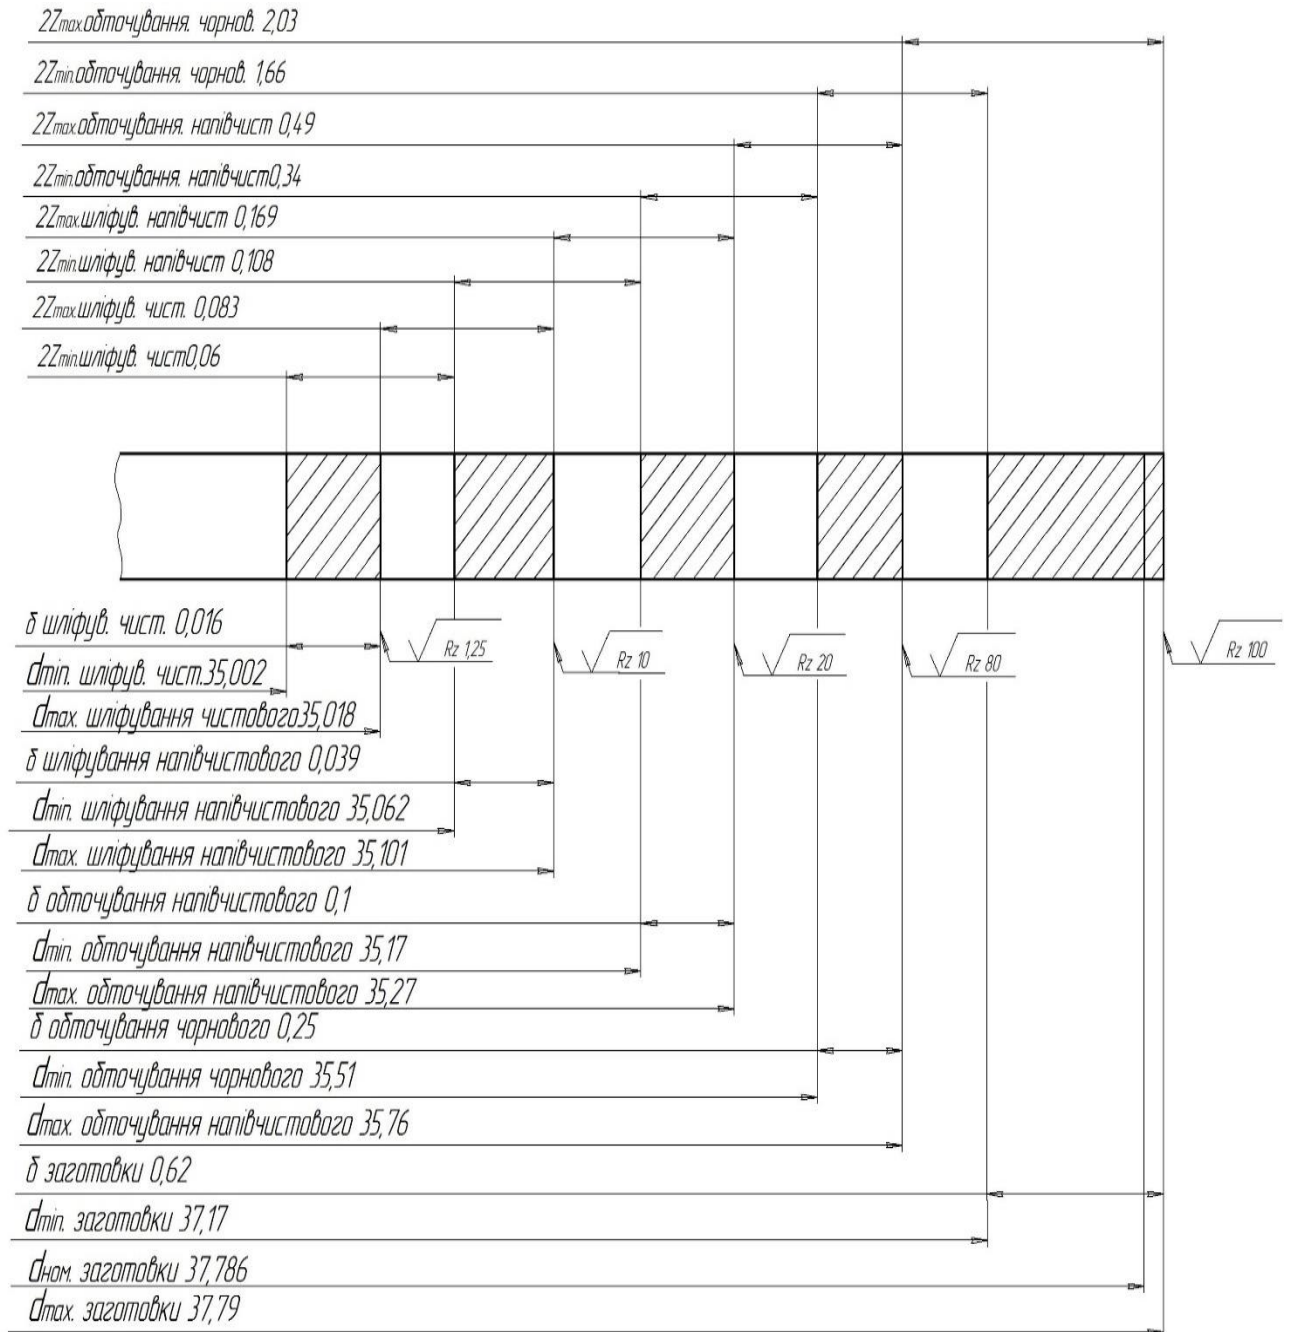 2Zmax.обточування. чорнов. 2,03
2Zmin.обточування. чорнов. 1,66
2Zmax.обточування. напівчист 0,49
2Zmin.обточування. напівчист0,34
2Zmax.шліфув. напівчист 0,169
2Zmin.шліфув. напівчист 0,108
2Zmax.шліфув. чист. 0,083
2Zmin.шліфув. чист0,06
δ шліфув. чист. 0,016
Rz 1,25
Rz 10
Rz 20
Rz 80
Rz 100
dmin. шліфув. чист.35,002
dmax. шліфування чистового35,018
δ шліфування напівчистового 0,039
dmin. шліфування напівчистового 35,062
dmax. шліфування напівчистового 35,101
δ обточування напівчистового 0,1
dmin. обточування напівчистового 35,17
dmax. обточування напівчистового 35,27
δ обточування чорнового 0,25
dmin. обточування чорнового 35,51
dmax. обточування напівчистового 35,76
δ заготовки 0,62
dmin. заготовки 37,17
dном. заготовки 37,786
dmax. заготовки 37,79